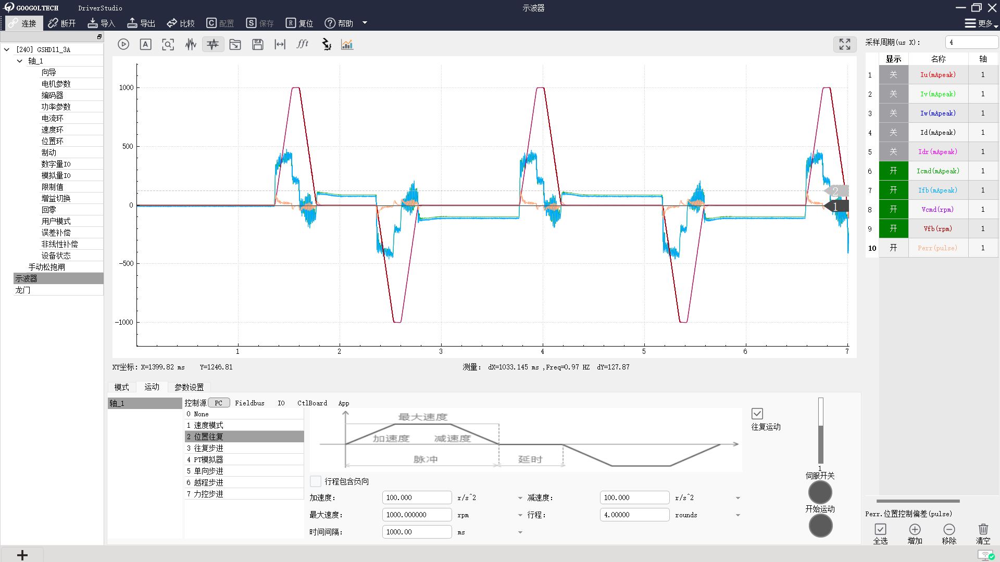 GOOGOLTECH DriverStudio 示波器
连接 断开 导入 导出 比较 C 配置 S 保存 R 复位 ? 帮助 更多
[240] GSHD11_3A
轴_1
向导
电机参数
编码器
功率参数
电流环
速度环
位置环
制动
数字量IO
模拟量IO
限制值
增益切换
回零
用户模式
误差补偿
非线性补偿
设备状态
手动松抱闸
示波器
龙门
A fft
1000
500
0
-500
-1000
1 2 3 4 5 6 7
2
1
XY坐标: X=1399.82 ms Y=1246.81 测量: dX=1033.145 ms ,Freq=0.97 HZ dY=127.87
采样周期(us X): 4
显示 名称 轴
1 关 Iu(mApeak) 1
2 关 Iv(mApeak) 1
3 关 Iw(mApeak) 1
4 关 Id(mApeak) 1
5 关 Idr(mApeak) 1
6 开 Icmd(mApeak) 1
7 开 Ifb(mApeak) 1
8 开 Vcmd(rpm) 1
9 开 Vfb(rpm) 1
10 开 Perr(pulse) 1
模式 运动 参数设置
轴_1
控制源 PC Fieldbus IO CtlBoard App
0 None
1 速度模式
2 位置往复
3 往复步进
4 PT模拟器
5 单向步进
6 越程步进
7 力控步进
最大速度
加速度 减速度
脉冲 延时
往复运动
行程包含负向
加速度: 100.000 r/s^2 减速度: 100.000 r/s^2
最大速度: 1000.000000 rpm 行程: 4.00000 rounds
时间间隔: 1000.00 ms
1
伺服开关
开始运动
Perr.位置控制偏差(pulse)
全选 增加 移除 清空